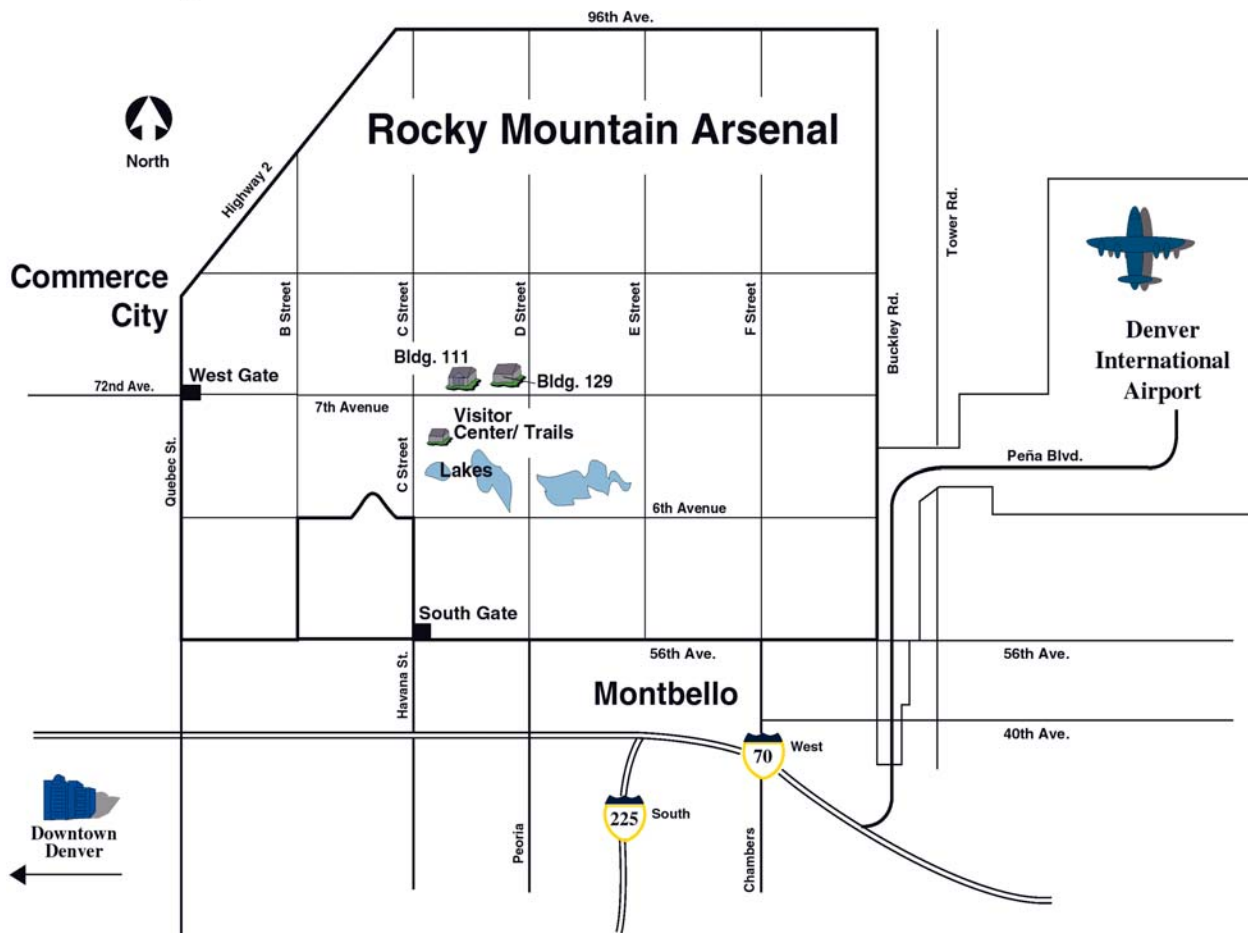 96th Ave.
Rocky Mountain Arsenal
North
Highway 2
Tower Rd.
Commerce
City
B Street
C Street
D Street
E Street
F Street
Buckley Rd.
Denver
International
Airport
Bldg. 111
Bldg. 129
West Gate
72nd Ave.
7th Avenue
Visitor
Center/ Trails
Quebec St.
C Street
Lakes
Peña Blvd.
6th Avenue
South Gate
56th Ave.
56th Ave.
Havana St.
Montbello
40th Ave.
70
West
225
South
Downtown
Denver
Peoria
Chambers